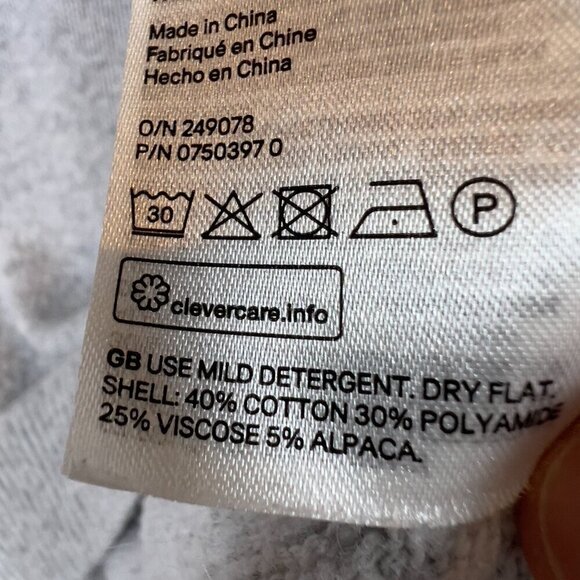 Made in China
Fabriqué en Chine
Hecho en China
O/N 249078
P/N 0750397 0
30 P
clevercare.info
GB USE MILD DETERGENT. DRY FLAT.
SHELL: 40% COTTON 30% POLYAMIDE
25% VISCOSE 5% ALPACA.